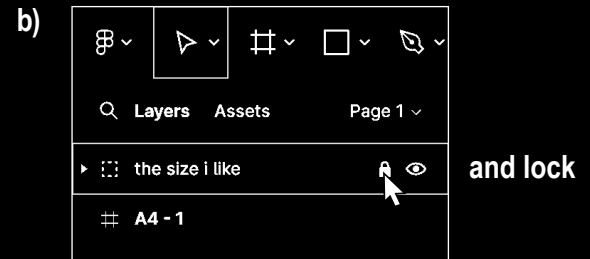 b)
Layers Assets Page 1
the size i like
and lock
A4 - 1